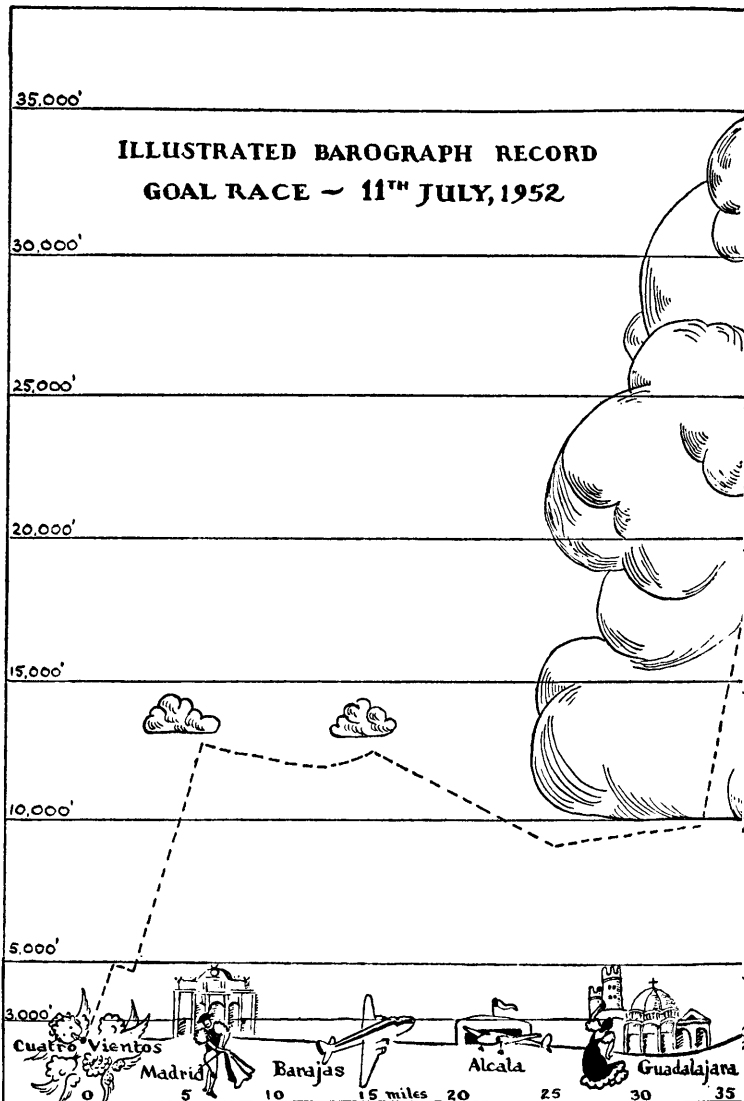 35,000'
ILLUSTRATED BAROGRAPH RECORD
GOAL RACE ~ 11TH JULY, 1952
30,000'
25,000'
20,000'
15,000'
10,000'
5,000'
3,000'
Cuatro Vientos
Madrid
Barajas
Alcala
Guadalajara
0 5 10 15 miles 20 25 30 35